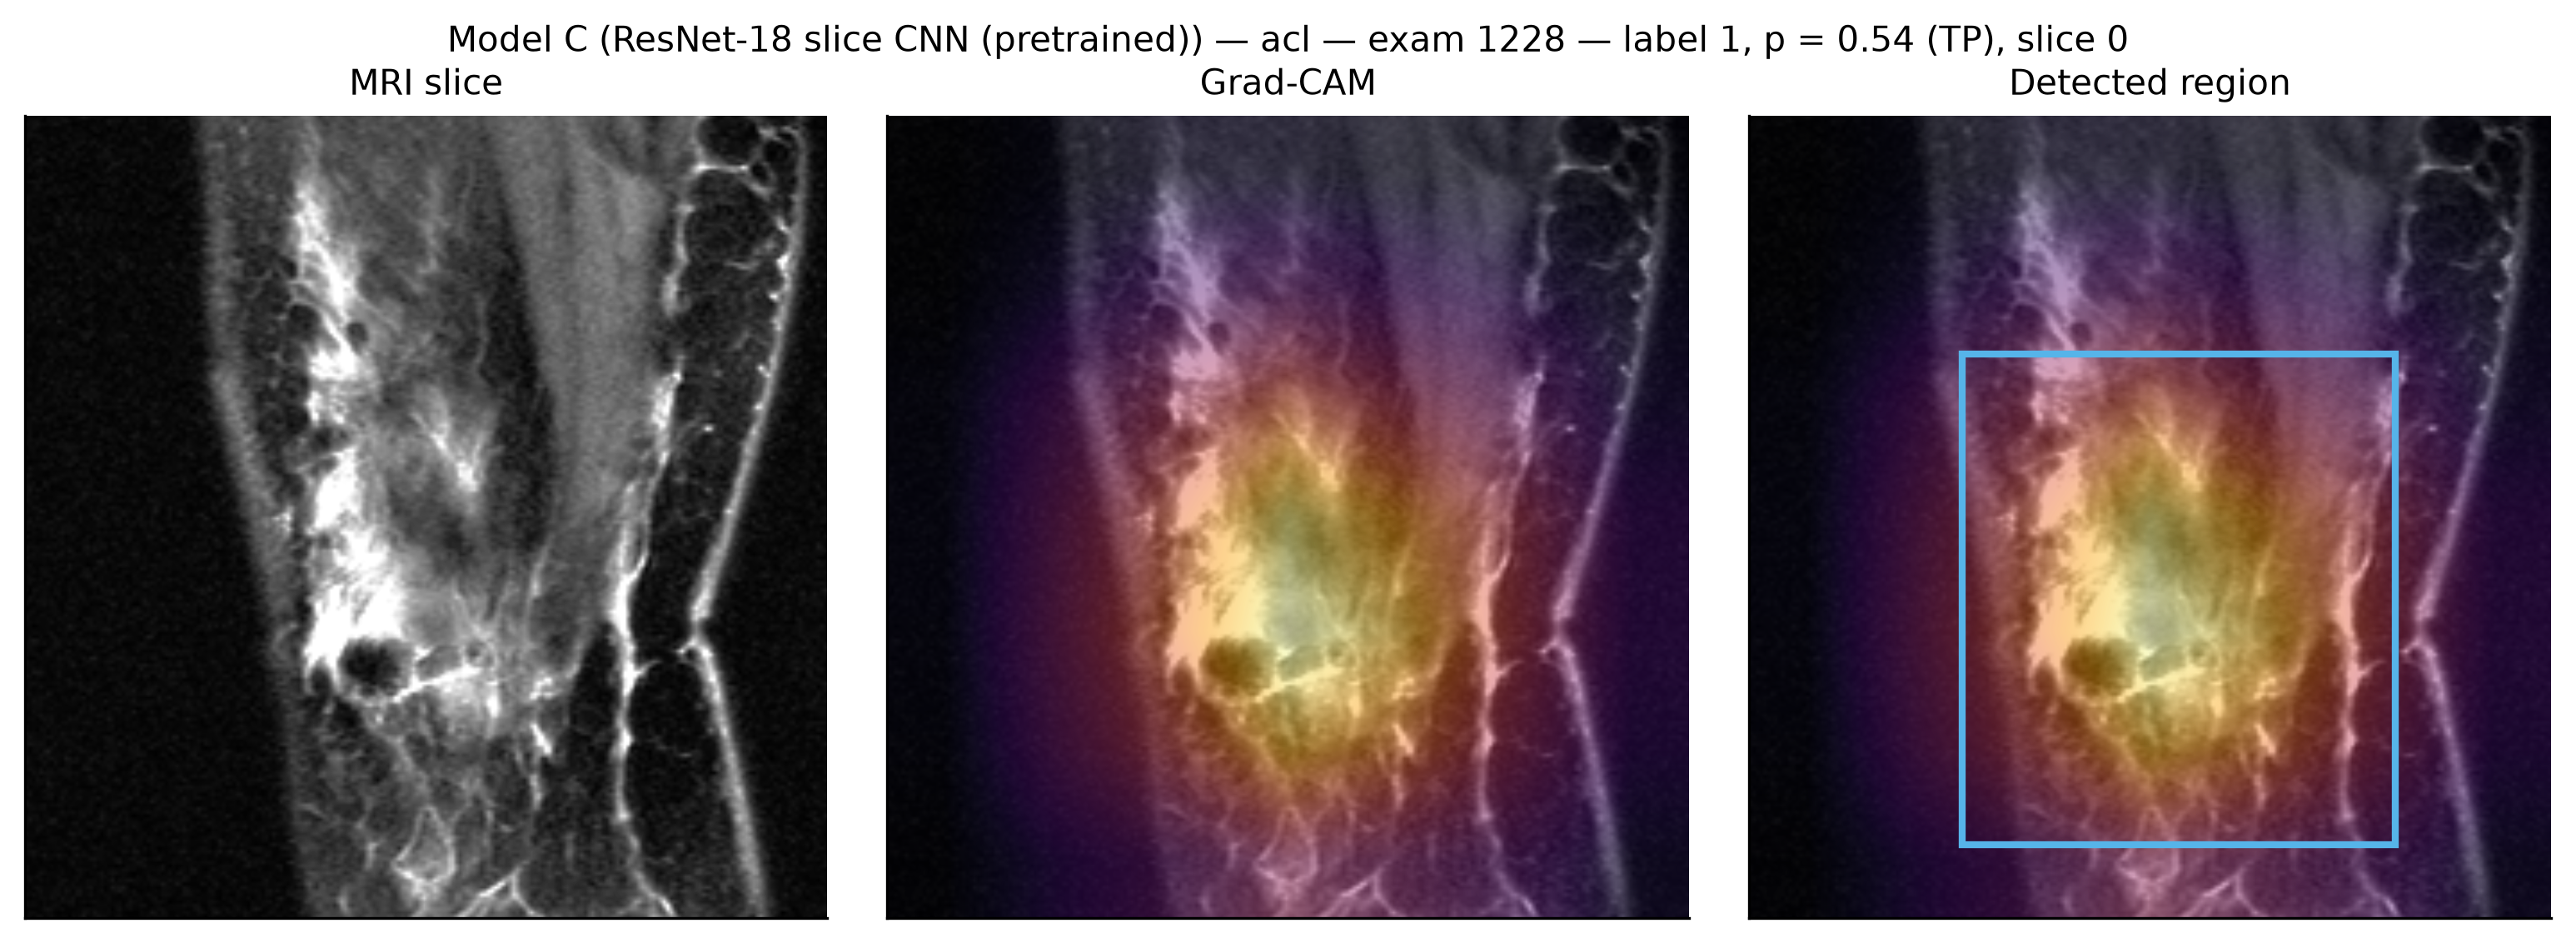 Model C (ResNet-18 slice CNN (pretrained)) — acl — exam 1228 — label 1, p = 0.54 (TP), slice 0
MRI slice
Grad-CAM
Detected region